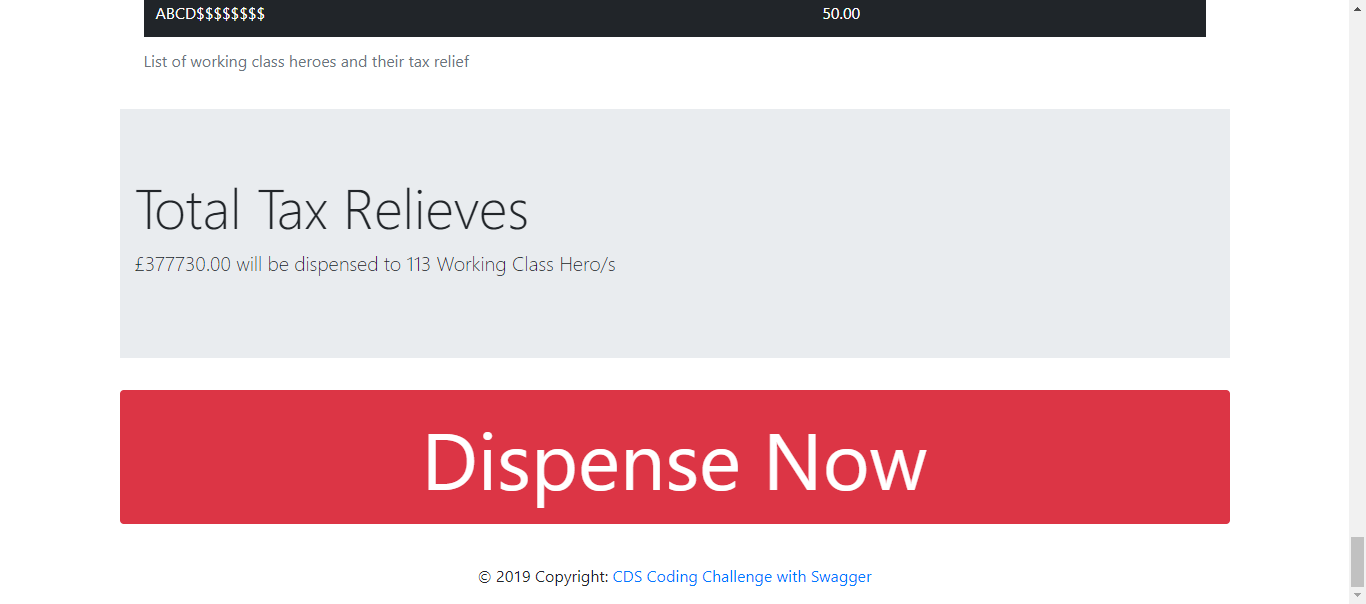 ABCD$$$$$$$$ 50.00
List of working class heroes and their tax relief
Total Tax Relieves
£377730.00 will be dispensed to 113 Working Class Hero/s
Dispense Now
© 2019 Copyright: CDS Coding Challenge with Swagger